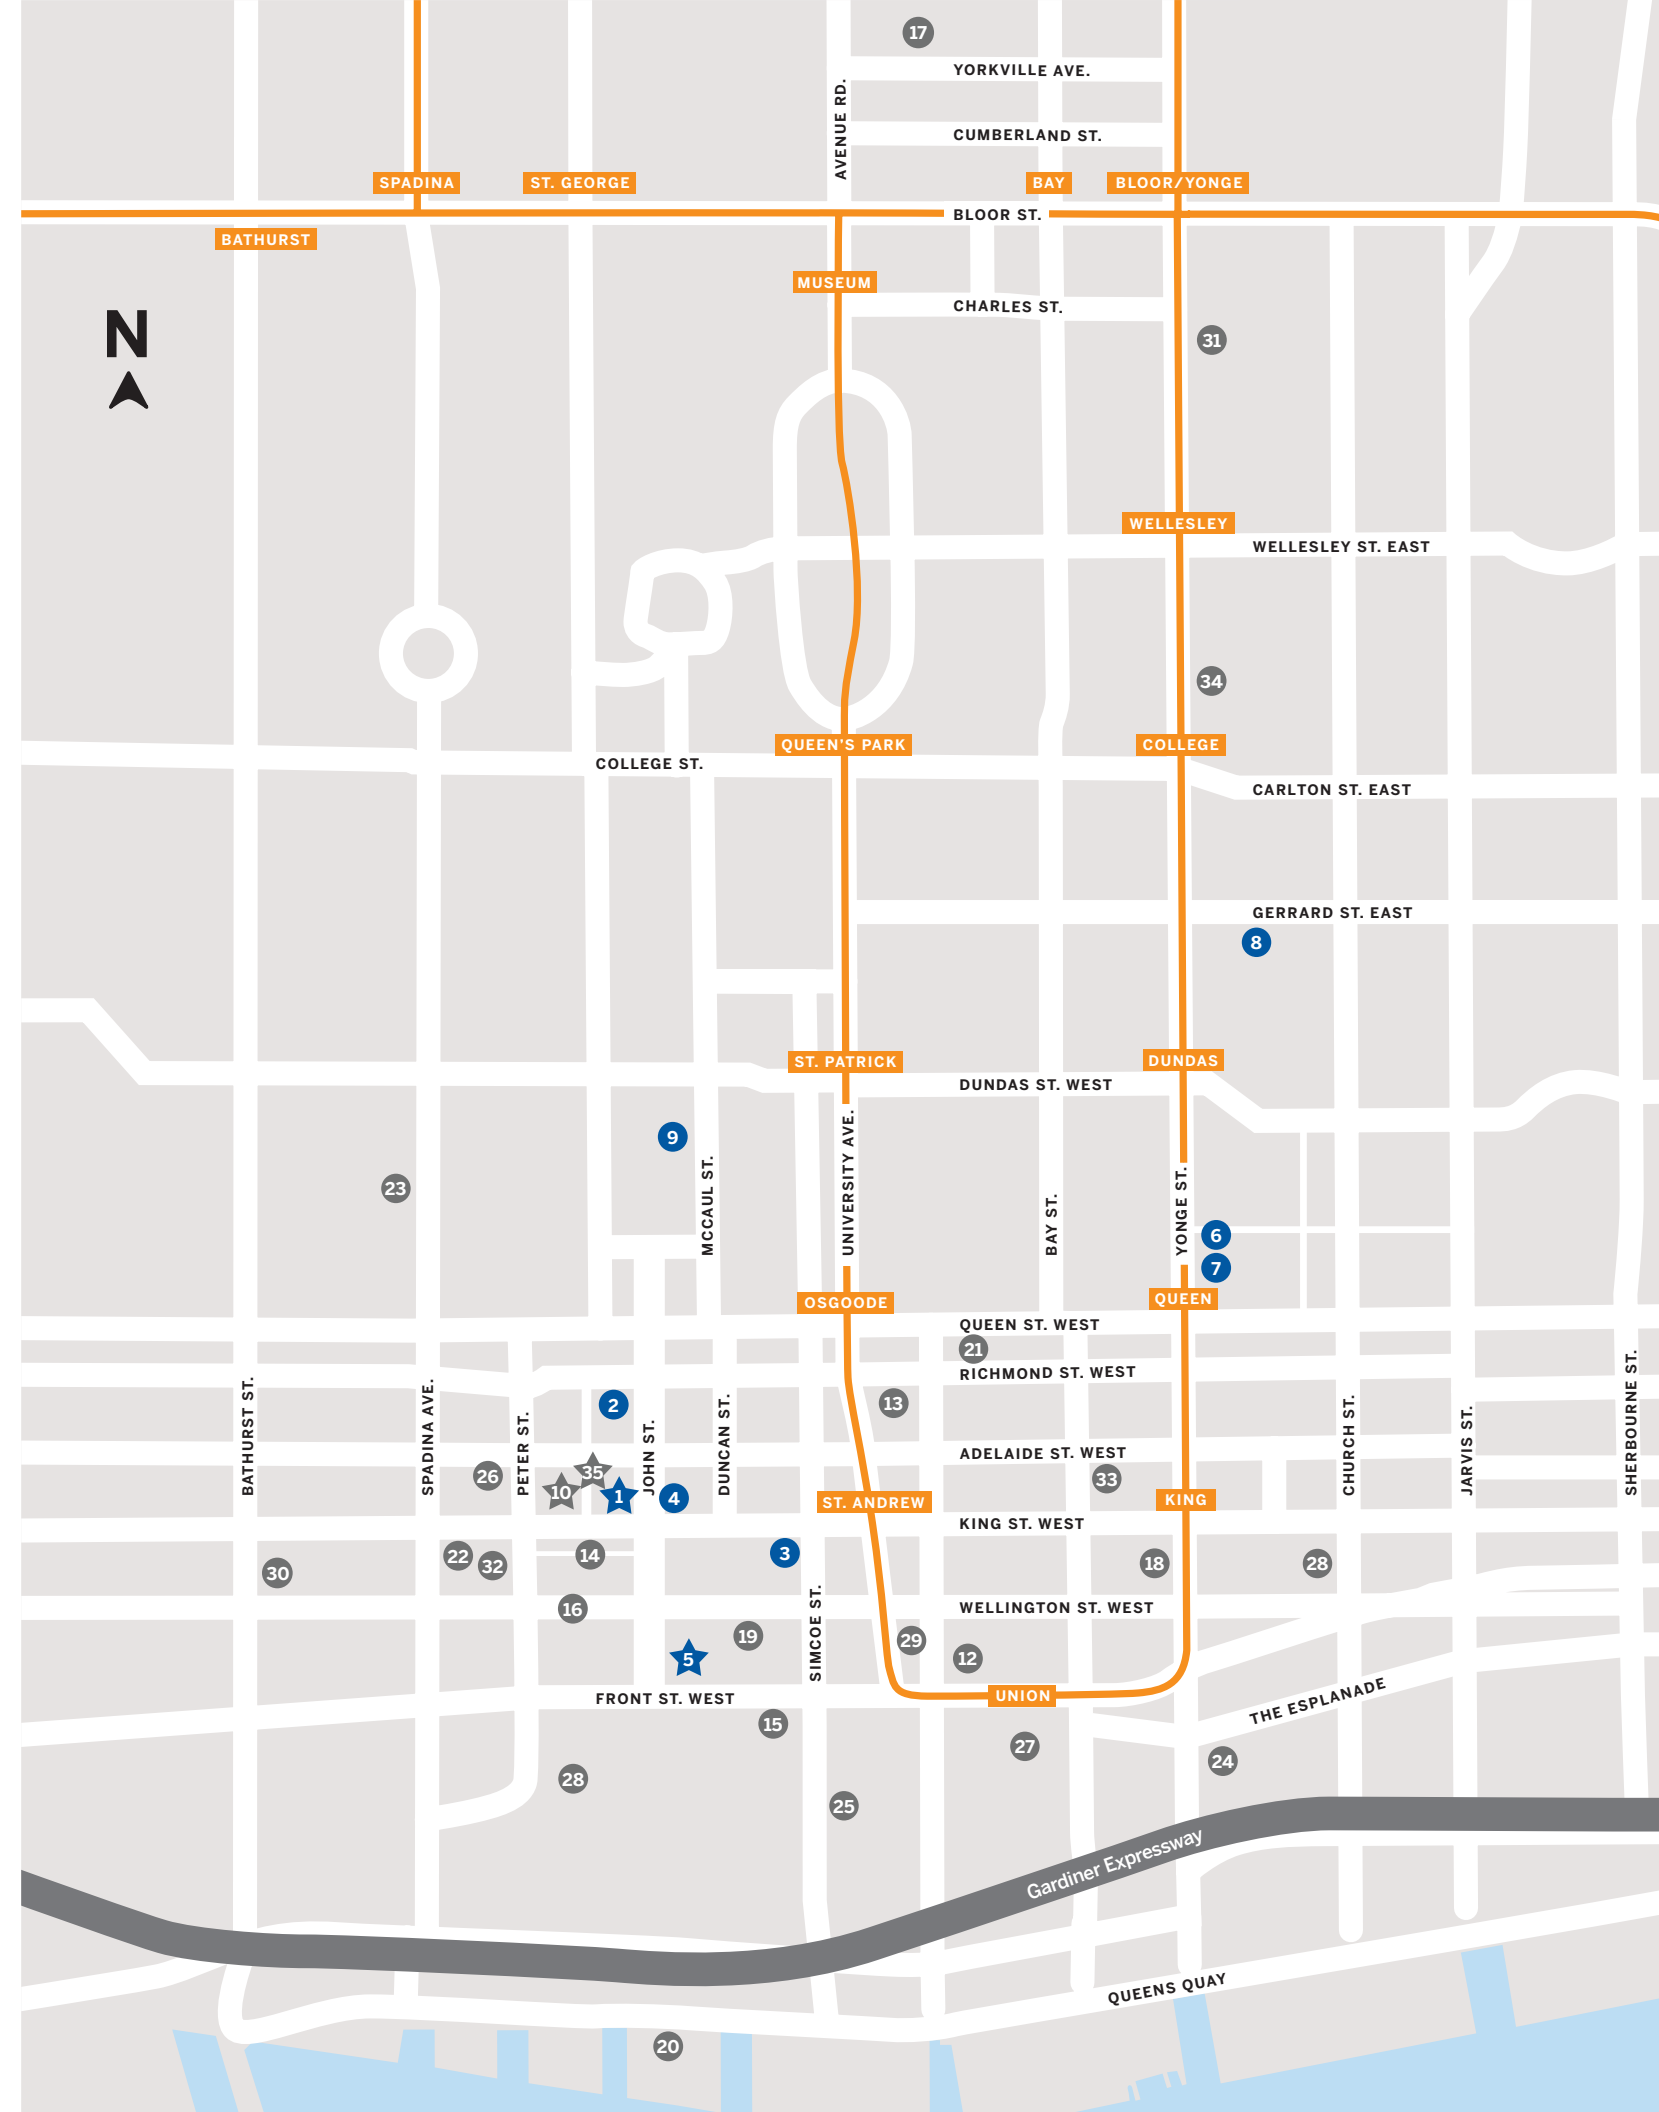 17
YORKVILLE AVE.
AVENUE RD.
CUMBERLAND ST.
SPADINA
ST. GEORGE
BAY
BLOOR/YONGE
BLOOR ST.
BATHURST
MUSEUM
CHARLES ST.
N
31
WELLESLEY
WELLESLEY ST. EAST
34
QUEEN'S PARK
COLLEGE
COLLEGE ST.
CARLTON ST. EAST
GERRARD ST. EAST
8
ST. PATRICK
DUNDAS
DUNDAS ST. WEST
9
23
MCCAUL ST.
UNIVERSITY AVE.
BAY ST.
YONGE ST.
6
7
OSGOODE
QUEEN
QUEEN ST. WEST
21
RICHMOND ST. WEST
2
13
BATHURST ST.
SPADINA AVE.
PETER ST.
JOHN ST.
DUNCAN ST.
ADELAIDE ST. WEST
CHURCH ST.
JARVIS ST.
SHERBOURNE ST.
26
35
10
1
4
33
ST. ANDREW
KING
KING ST. WEST
22
32
14
3
18
28
30
16
SIMCOE ST.
WELLINGTON ST. WEST
19
5
29
12
FRONT ST. WEST
UNION
THE ESPLANADE
15
27
24
28
25
Gardiner Expressway
QUEENS QUAY
20